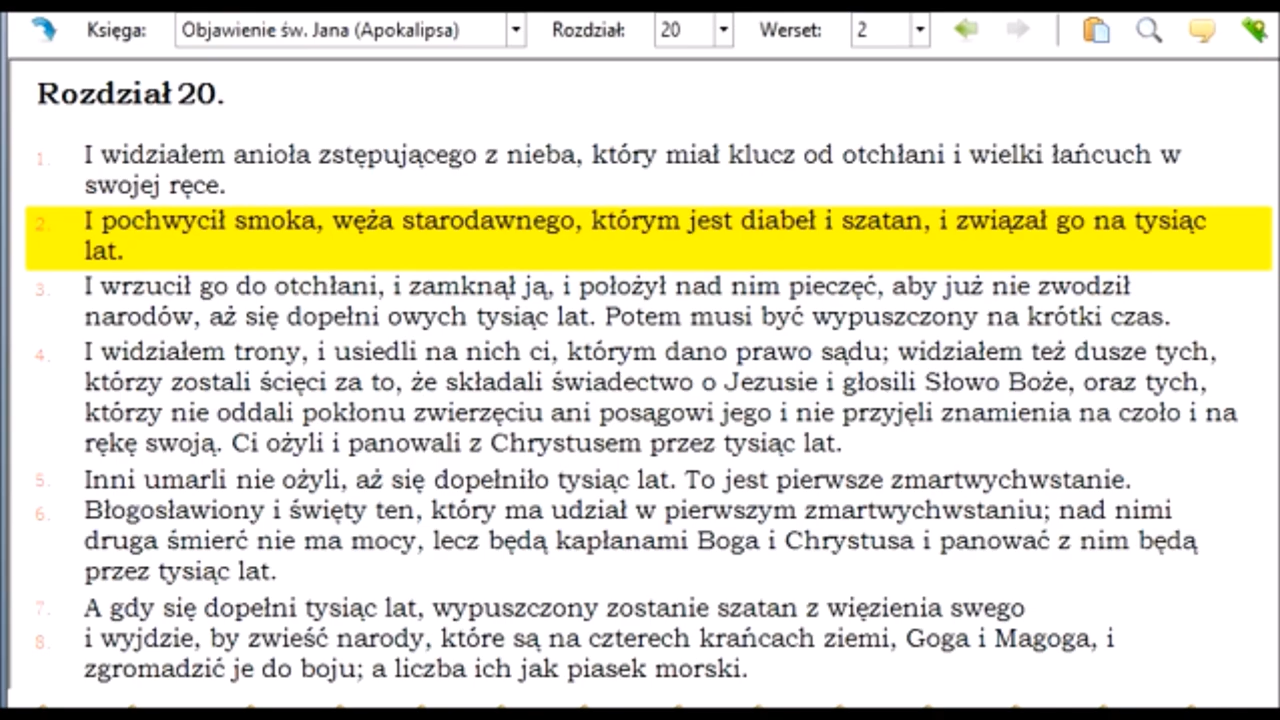 Księga: Objawienie św. Jana (Apokalipsa) Rozdział: 20 Werset: 2
Rozdział 20.
1. I widziałem anioła zstępującego z nieba, który miał klucz od otchłani i wielki łańcuch w
swojej ręce.
2. I pochwycił smoka, węża starodawnego, którym jest diabeł i szatan, i związał go na tysiąc
lat.
3. I wrzucił go do otchłani, i zamknął ją, i położył nad nim pieczęć, aby już nie zwodził
narodów, aż się dopełni owych tysiąc lat. Potem musi być wypuszczony na krótki czas.
4. I widziałem trony, i usiedli na nich ci, którym dano prawo sądu; widziałem też dusze tych,
którzy zostali ścięci za to, że składali świadectwo o Jezusie i głosili Słowo Boże, oraz tych,
którzy nie oddali pokłonu zwierzęciu ani posągowi jego i nie przyjęli znamienia na czoło i na
rękę swoją. Ci ożyli i panowali z Chrystusem przez tysiąc lat.
5. Inni umarli nie ożyli, aż się dopełniło tysiąc lat. To jest pierwsze zmartwychwstanie.
6. Błogosławiony i święty ten, który ma udział w pierwszym zmartwychwstaniu; nad nimi
druga śmierć nie ma mocy, lecz będą kapłanami Boga i Chrystusa i panować z nim będą
przez tysiąc lat.
7. A gdy się dopełni tysiąc lat, wypuszczony zostanie szatan z więzienia swego
8. i wyjdzie, by zwieść narody, które są na czterech krańcach ziemi, Goga i Magoga, i
zgromadzić je do boju; a liczba ich jak piasek morski.